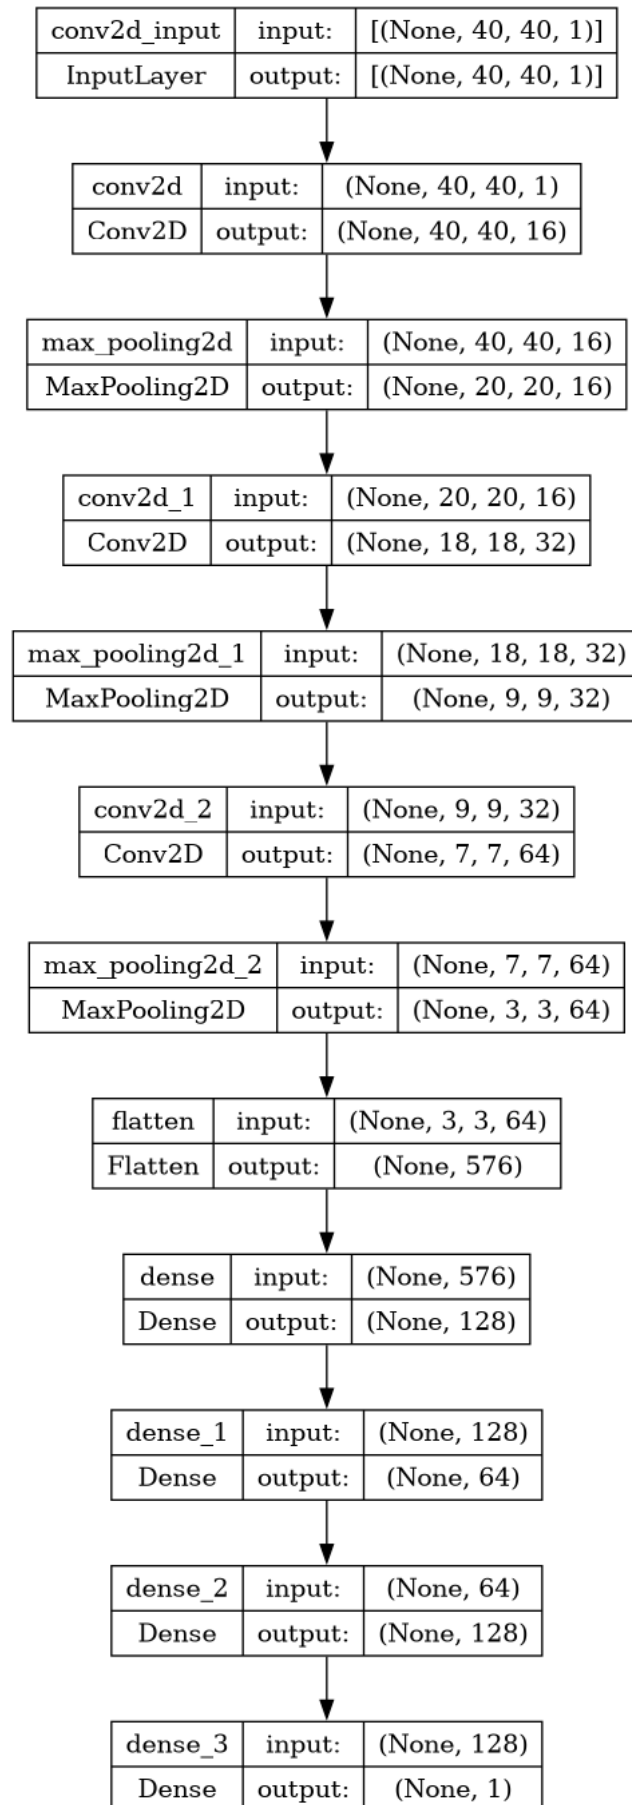 conv2d_input input: [(None, 40, 40, 1)]
InputLayer output: [(None, 40, 40, 1)]
conv2d input: (None, 40, 40, 1)
Conv2D output: (None, 40, 40, 16)
max_pooling2d input: (None, 40, 40, 16)
MaxPooling2D output: (None, 20, 20, 16)
conv2d_1 input: (None, 20, 20, 16)
Conv2D output: (None, 18, 18, 32)
max_pooling2d_1 input: (None, 18, 18, 32)
MaxPooling2D output: (None, 9, 9, 32)
conv2d_2 input: (None, 9, 9, 32)
Conv2D output: (None, 7, 7, 64)
max_pooling2d_2 input: (None, 7, 7, 64)
MaxPooling2D output: (None, 3, 3, 64)
flatten input: (None, 3, 3, 64)
Flatten output: (None, 576)
dense input: (None, 576)
Dense output: (None, 128)
dense_1 input: (None, 128)
Dense output: (None, 64)
dense_2 input: (None, 64)
Dense output: (None, 128)
dense_3 input: (None, 128)
Dense output: (None, 1)